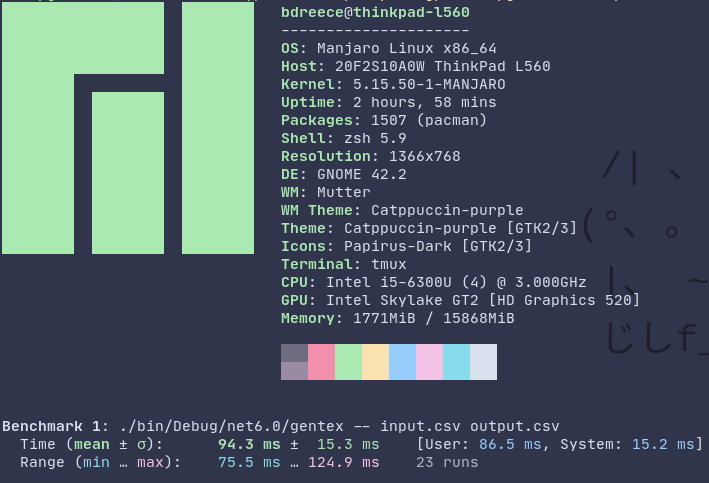 bdreece@thinkpad-l560
---------------------
OS: Manjaro Linux x86_64
Host: 20F2S10A0W ThinkPad L560
Kernel: 5.15.50-1-MANJARO
Uptime: 2 hours, 58 mins
Packages: 1507 (pacman)
Shell: zsh 5.9
Resolution: 1366x768
DE: GNOME 42.2
WM: Mutter
WM Theme: Catppuccin-purple
Theme: Catppuccin-purple [GTK2/3]
Icons: Papirus-Dark [GTK2/3]
Terminal: tmux
CPU: Intel i5-6300U (4) @ 3.000GHz
GPU: Intel Skylake GT2 [HD Graphics 520]
Memory: 1771MiB / 15868MiB
/| 、
(°、 。
|、 ~
じしf_
Benchmark 1: ./bin/Debug/net6.0/gentex -- input.csv output.csv
Time (mean ± σ): 94.3 ms ± 15.3 ms [User: 86.5 ms, System: 15.2 ms]
Range (min … max): 75.5 ms … 124.9 ms 23 runs